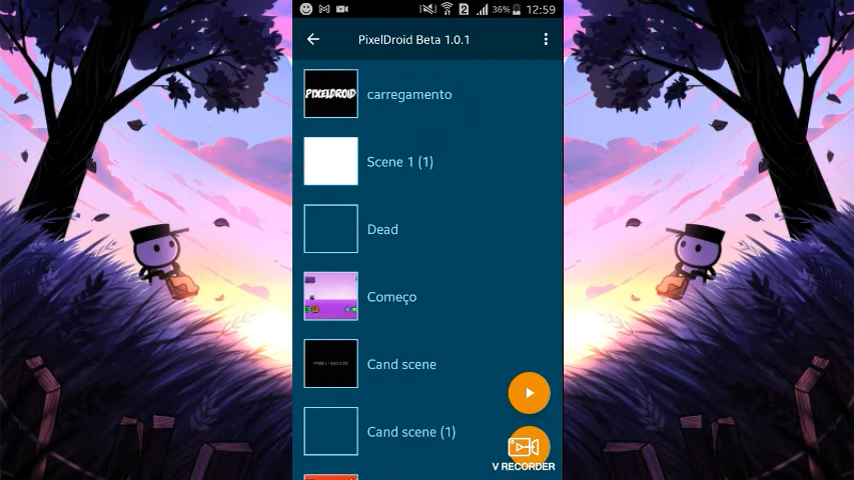 36% 12:59
PixelDroid Beta 1.0.1
PIXELDROID
carregamento
Scene 1 (1)
Dead
Começo
Cand scene
Cand scene (1)
V RECORDER